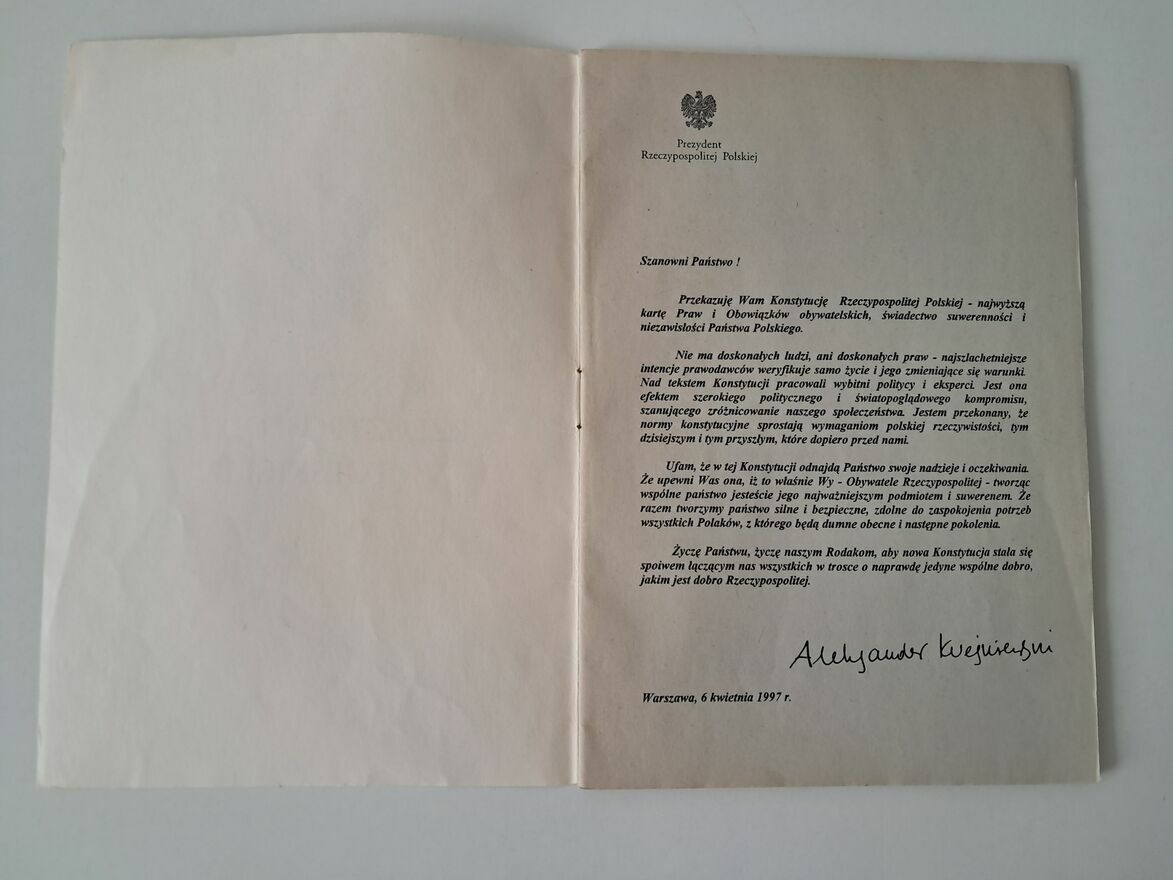 Prezydent
Rzeczypospolitej Polskiej
Szanowni Państwo !
Przekazuję Wam Konstytucję Rzeczypospolitej Polskiej - najwyższą
kartę Praw i Obowiązków obywatelskich, świadectwo suwerenności i
niezawisłości Państwa Polskiego.
Nie ma doskonałych ludzi, ani doskonałych praw - najszlachetniejsze
intencje prawodawców weryfikuje samo życie i jego zmieniające się warunki.
Nad tekstem Konstytucji pracowali wybitni politycy i eksperci. Jest ona
efektem szerokiego politycznego i światopoglądowego kompromisu,
szanującego zróżnicowanie naszego społeczeństwa. Jestem przekonany, że
normy konstytucyjne sprostają wymaganiom polskiej rzeczywistości, tym
dzisiejszym i tym przyszłym, które dopiero przed nami.
Ufam, że w tej Konstytucji odnajdą Państwo swoje nadzieje i oczekiwania.
Że upewni Was ona, iż to właśnie Wy - Obywatele Rzeczypospolitej - tworząc
wspólne państwo jesteście jego najważniejszym podmiotem i suwerenem. Że
razem tworzymy państwo silne i bezpieczne, zdolne do zaspokojenia potrzeb
wszystkich Polaków, z którego będą dumne obecne i następne pokolenia.
Życzę Państwu, życzę naszym Rodakom, aby nowa Konstytucja stała się
spoiwem łączącym nas wszystkich w trosce o naprawdę jedyne wspólne dobro,
jakim jest dobro Rzeczypospolitej.
Aleksander Kwaśniewski
Warszawa, 6 kwietnia 1997 r.